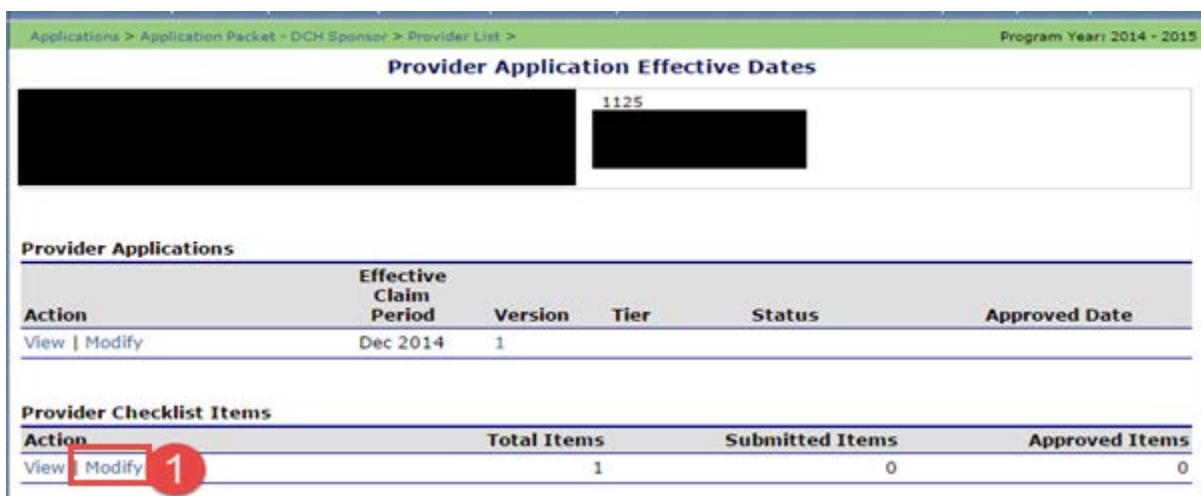 Applications > Application Packet - DCH Sponsor > Provider List > Program Year: 2014 - 2015
Provider Application Effective Dates
1125
Provider Applications
Action Effective Claim Period Version Tier Status Approved Date
View | Modify Dec 2014 1
Provider Checklist Items
Action Total Items Submitted Items Approved Items
View | Modify 1 1 0 0